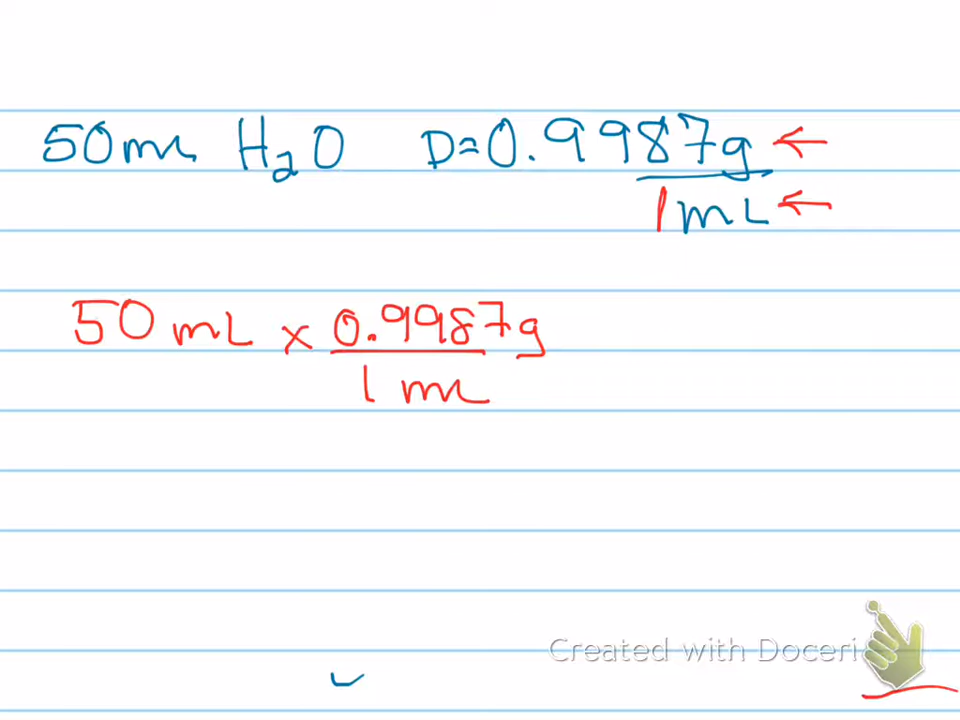 50mL H₂O D=0.9987g ←
1mL ←
50 mL x 0.9987g
1 mL
Created with Doceri